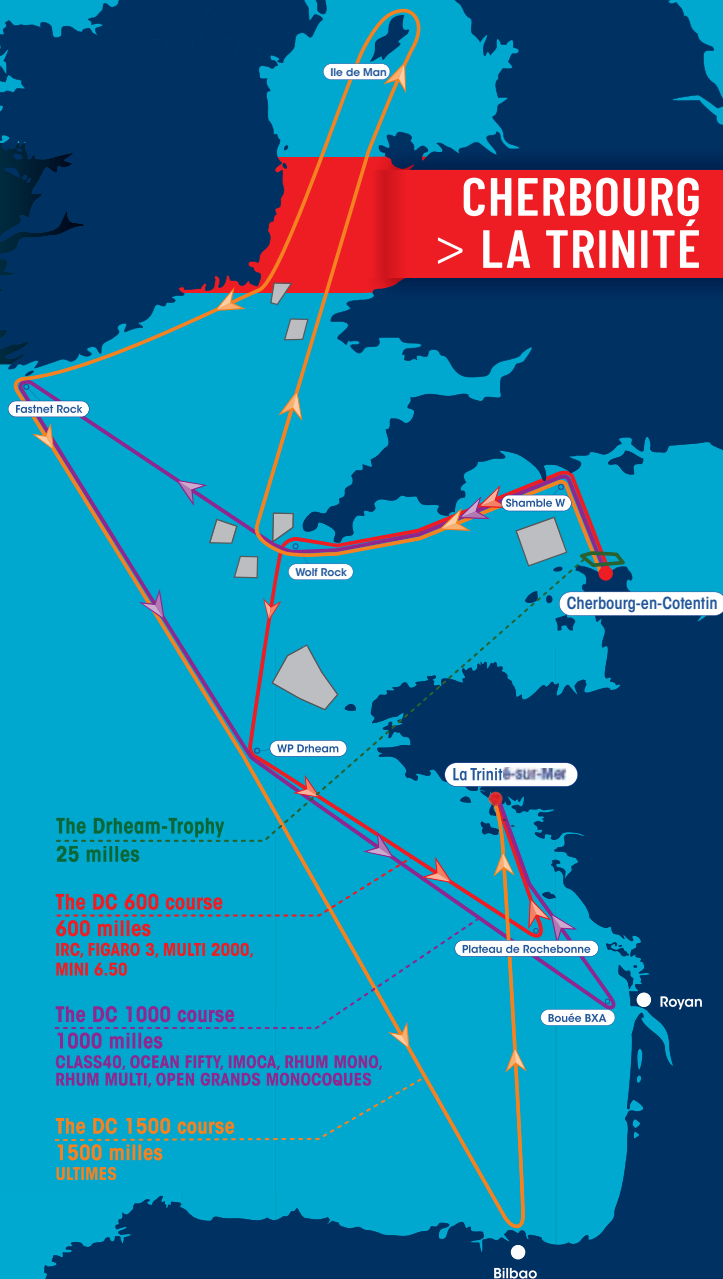 Ile de Man
CHERBOURG
> LA TRINITÉ
Fastnet Rock
Shamble W
Wolf Rock
Cherbourg-en-Cotentin
WP Drheam
La Trinité-sur-Mer
The Drheam-Trophy
25 milles
The DC 600 course
600 milles
IRC, FIGARO 3, MULTI 2000,
MINI 6.50
Plateau de Rochebonne
Royan
Bouée BXA
The DC 1000 course
1000 milles
CLASS40, OCEAN FIFTY, IMOCA, RHUM MONO,
RHUM MULTI, OPEN GRANDS MONOCOQUES
The DC 1500 course
1500 milles
ULTIMES
Bilbao